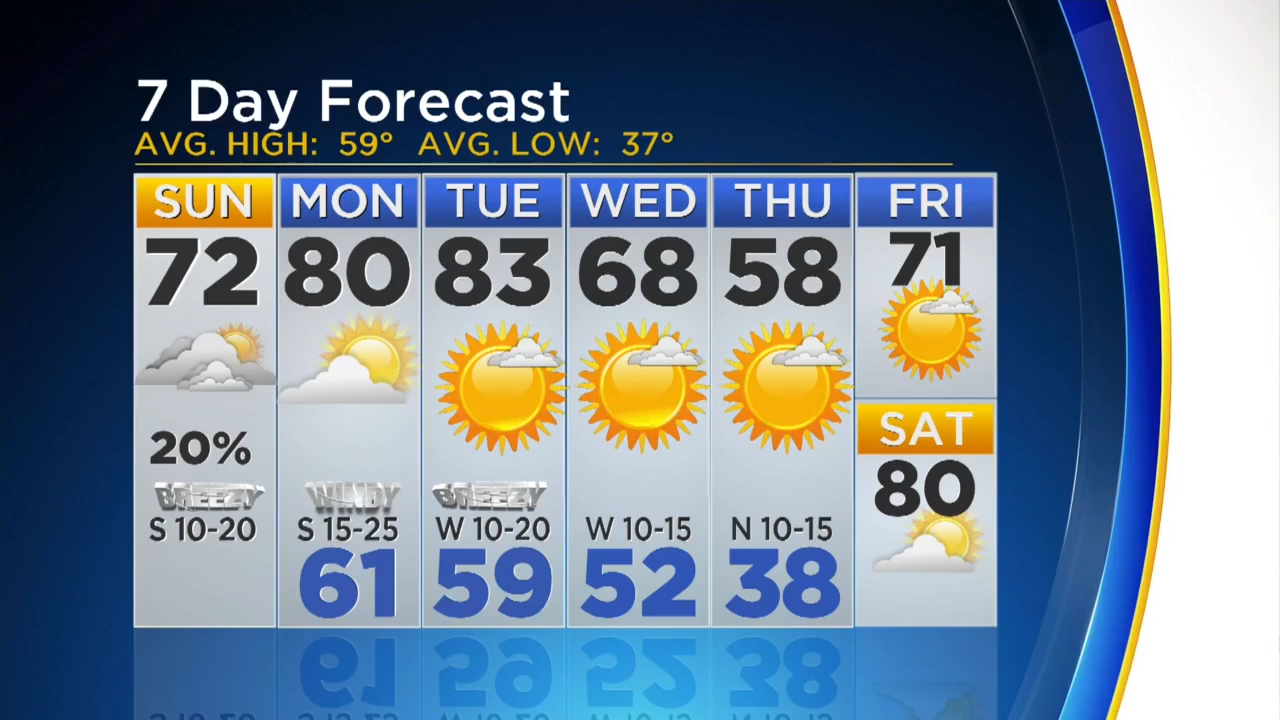 7 Day Forecast
AVG. HIGH: 59° AVG. LOW: 37°
SUN MON TUE WED THU FRI
72 80 83 68 58 71
SAT
80
20%
BREEZY WINDY BREEZY
S 10-20 S 15-25 W 10-20 W 10-15 N 10-15
61 59 52 38